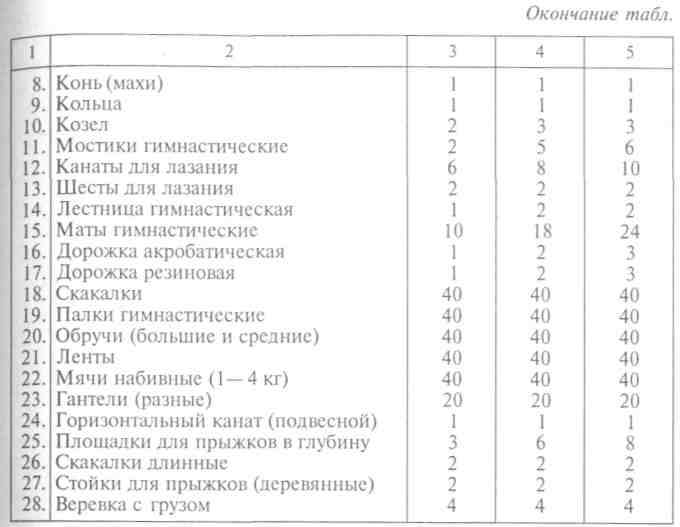 Окончание табл.
1 2 3 4 5
8. Конь (махи) 1 1 1
9. Кольца 1 1 1
10. Козел 2 3 3
11. Мостики гимнастические 2 5 6
12. Канаты для лазания 6 8 10
13. Шесты для лазания 2 2 2
14. Лестница гимнастическая 1 2 2
15. Маты гимнастические 10 18 24
16. Дорожка акробатическая 1 2 3
17. Дорожка резиновая 1 2 3
18. Скакалки 40 40 40
19. Палки гимнастические 40 40 40
20. Обручи (большие и средние) 40 40 40
21. Ленты 40 40 40
22. Мячи набивные (1— 4 кг) 40 40 40
23. Гантели (разные) 20 20 20
24. Горизонтальный канат (подвесной) 1 1 1
25. Площадки для прыжков в глубину 3 6 8
26. Скакалки длинные 2 2 2
27. Стойки для прыжков (деревянные) 2 2 2
28. Веревка с грузом 4 4 4